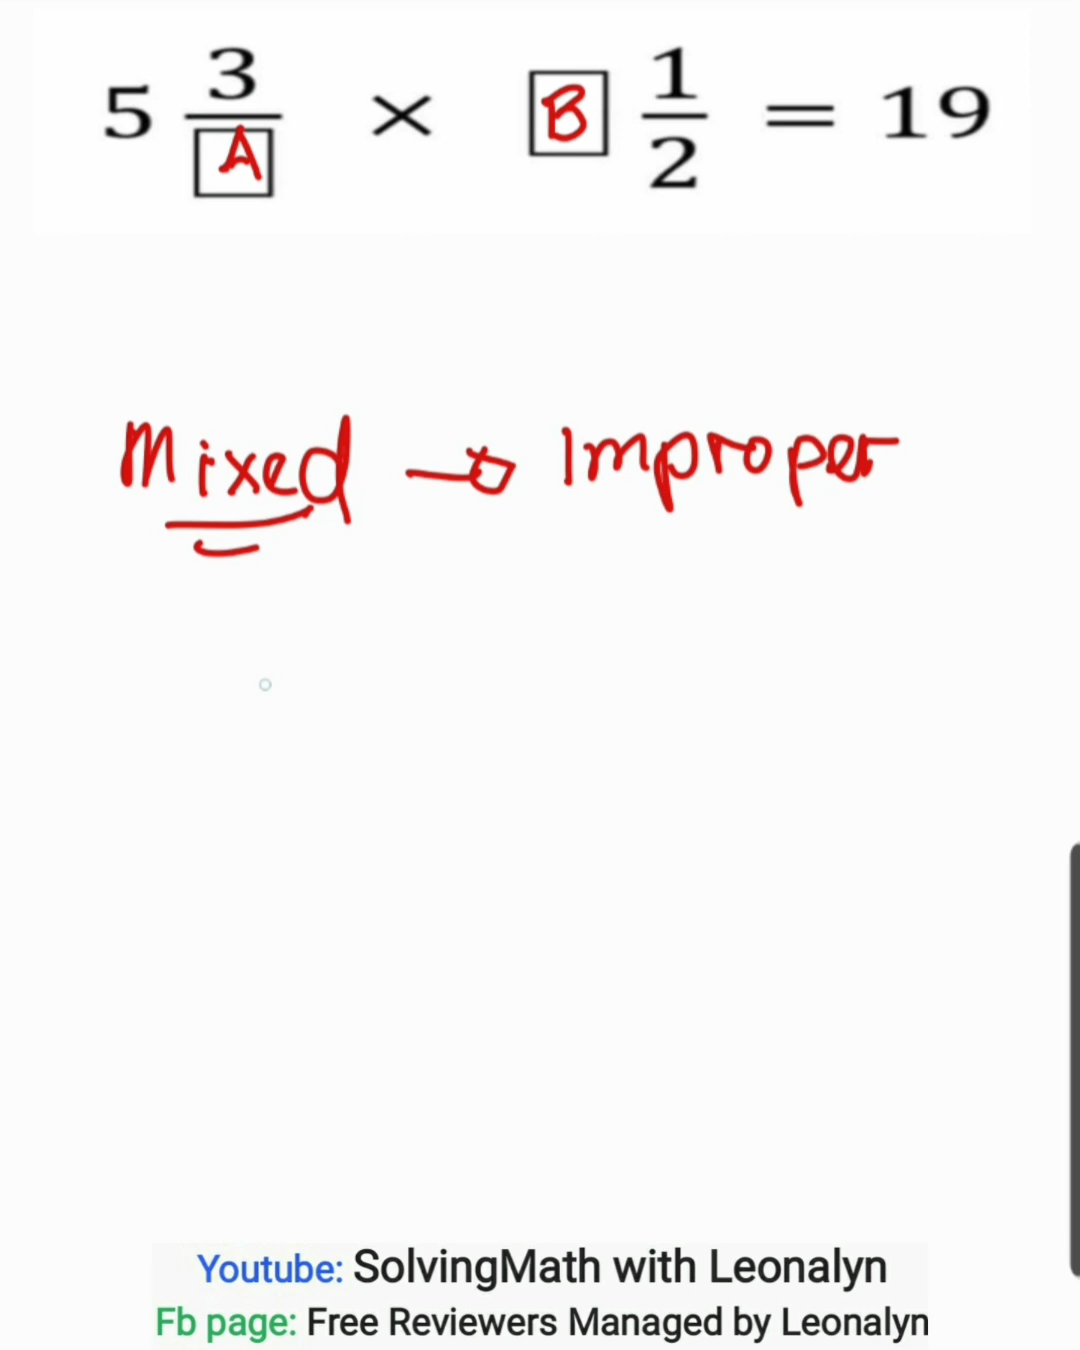 5 3/A × B 1/2 = 19
Mixed → Improper
Youtube: SolvingMath with Leonalyn
Fb page: Free Reviewers Managed by Leonalyn